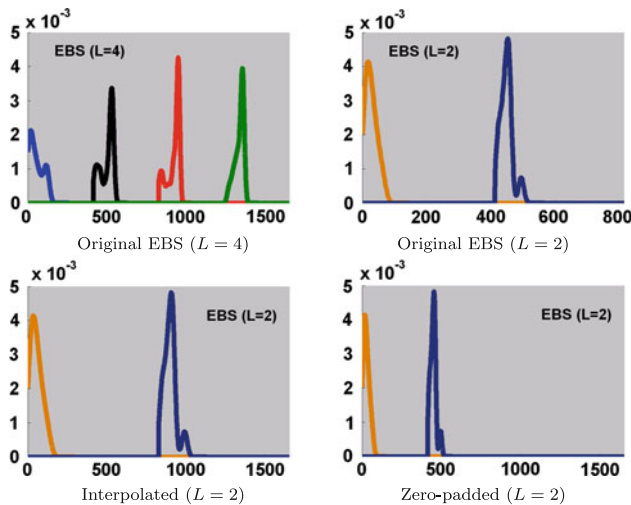 5 × 10⁻³
EBS (L=4)
4
3
2
1
0
0 500 1000 1500
Original EBS (L = 4)
5 × 10⁻³
EBS (L=2)
4
3
2
1
0
0 200 400 600 800
Original EBS (L = 2)
5 × 10⁻³
EBS (L=2)
4
3
2
1
0
0 500 1000 1500
Interpolated (L = 2)
5 × 10⁻³
EBS (L=2)
4
3
2
1
0
0 500 1000 1500
Zero-padded (L = 2)